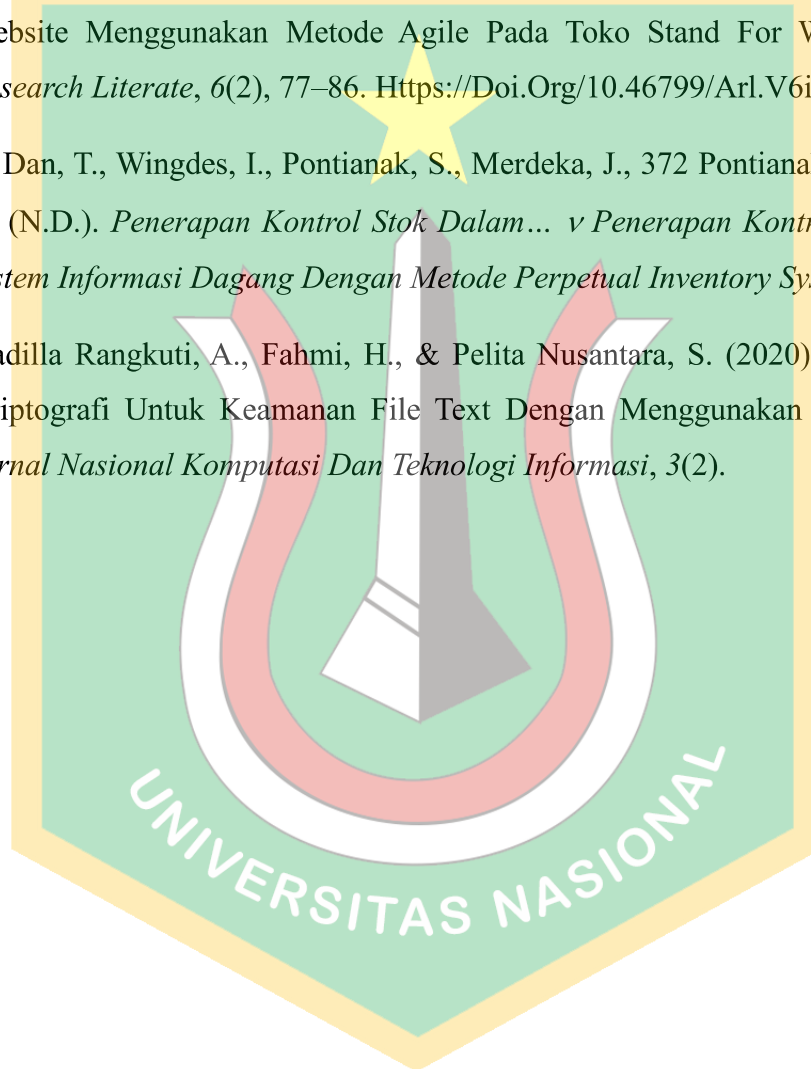 ebsite Menggunakan Metode Agile Pada Toko Stand For W
search Literate, 6(2), 77–86. Https://Doi.Org/10.46799/Arl.V6i
Dan, T., Wingdes, I., Pontianak, S., Merdeka, J., 372 Pontiana
(N.D.). Penerapan Kontrol Stok Dalam… ν Penerapan Kontr
stem Informasi Dagang Dengan Metode Perpetual Inventory Sys
adilla Rangkuti, A., Fahmi, H., & Pelita Nusantara, S. (2020)
iptografi Untuk Keamanan File Text Dengan Menggunakan
rnal Nasional Komputasi Dan Teknologi Informasi, 3(2).
UNIVERSITAS NASIONAL